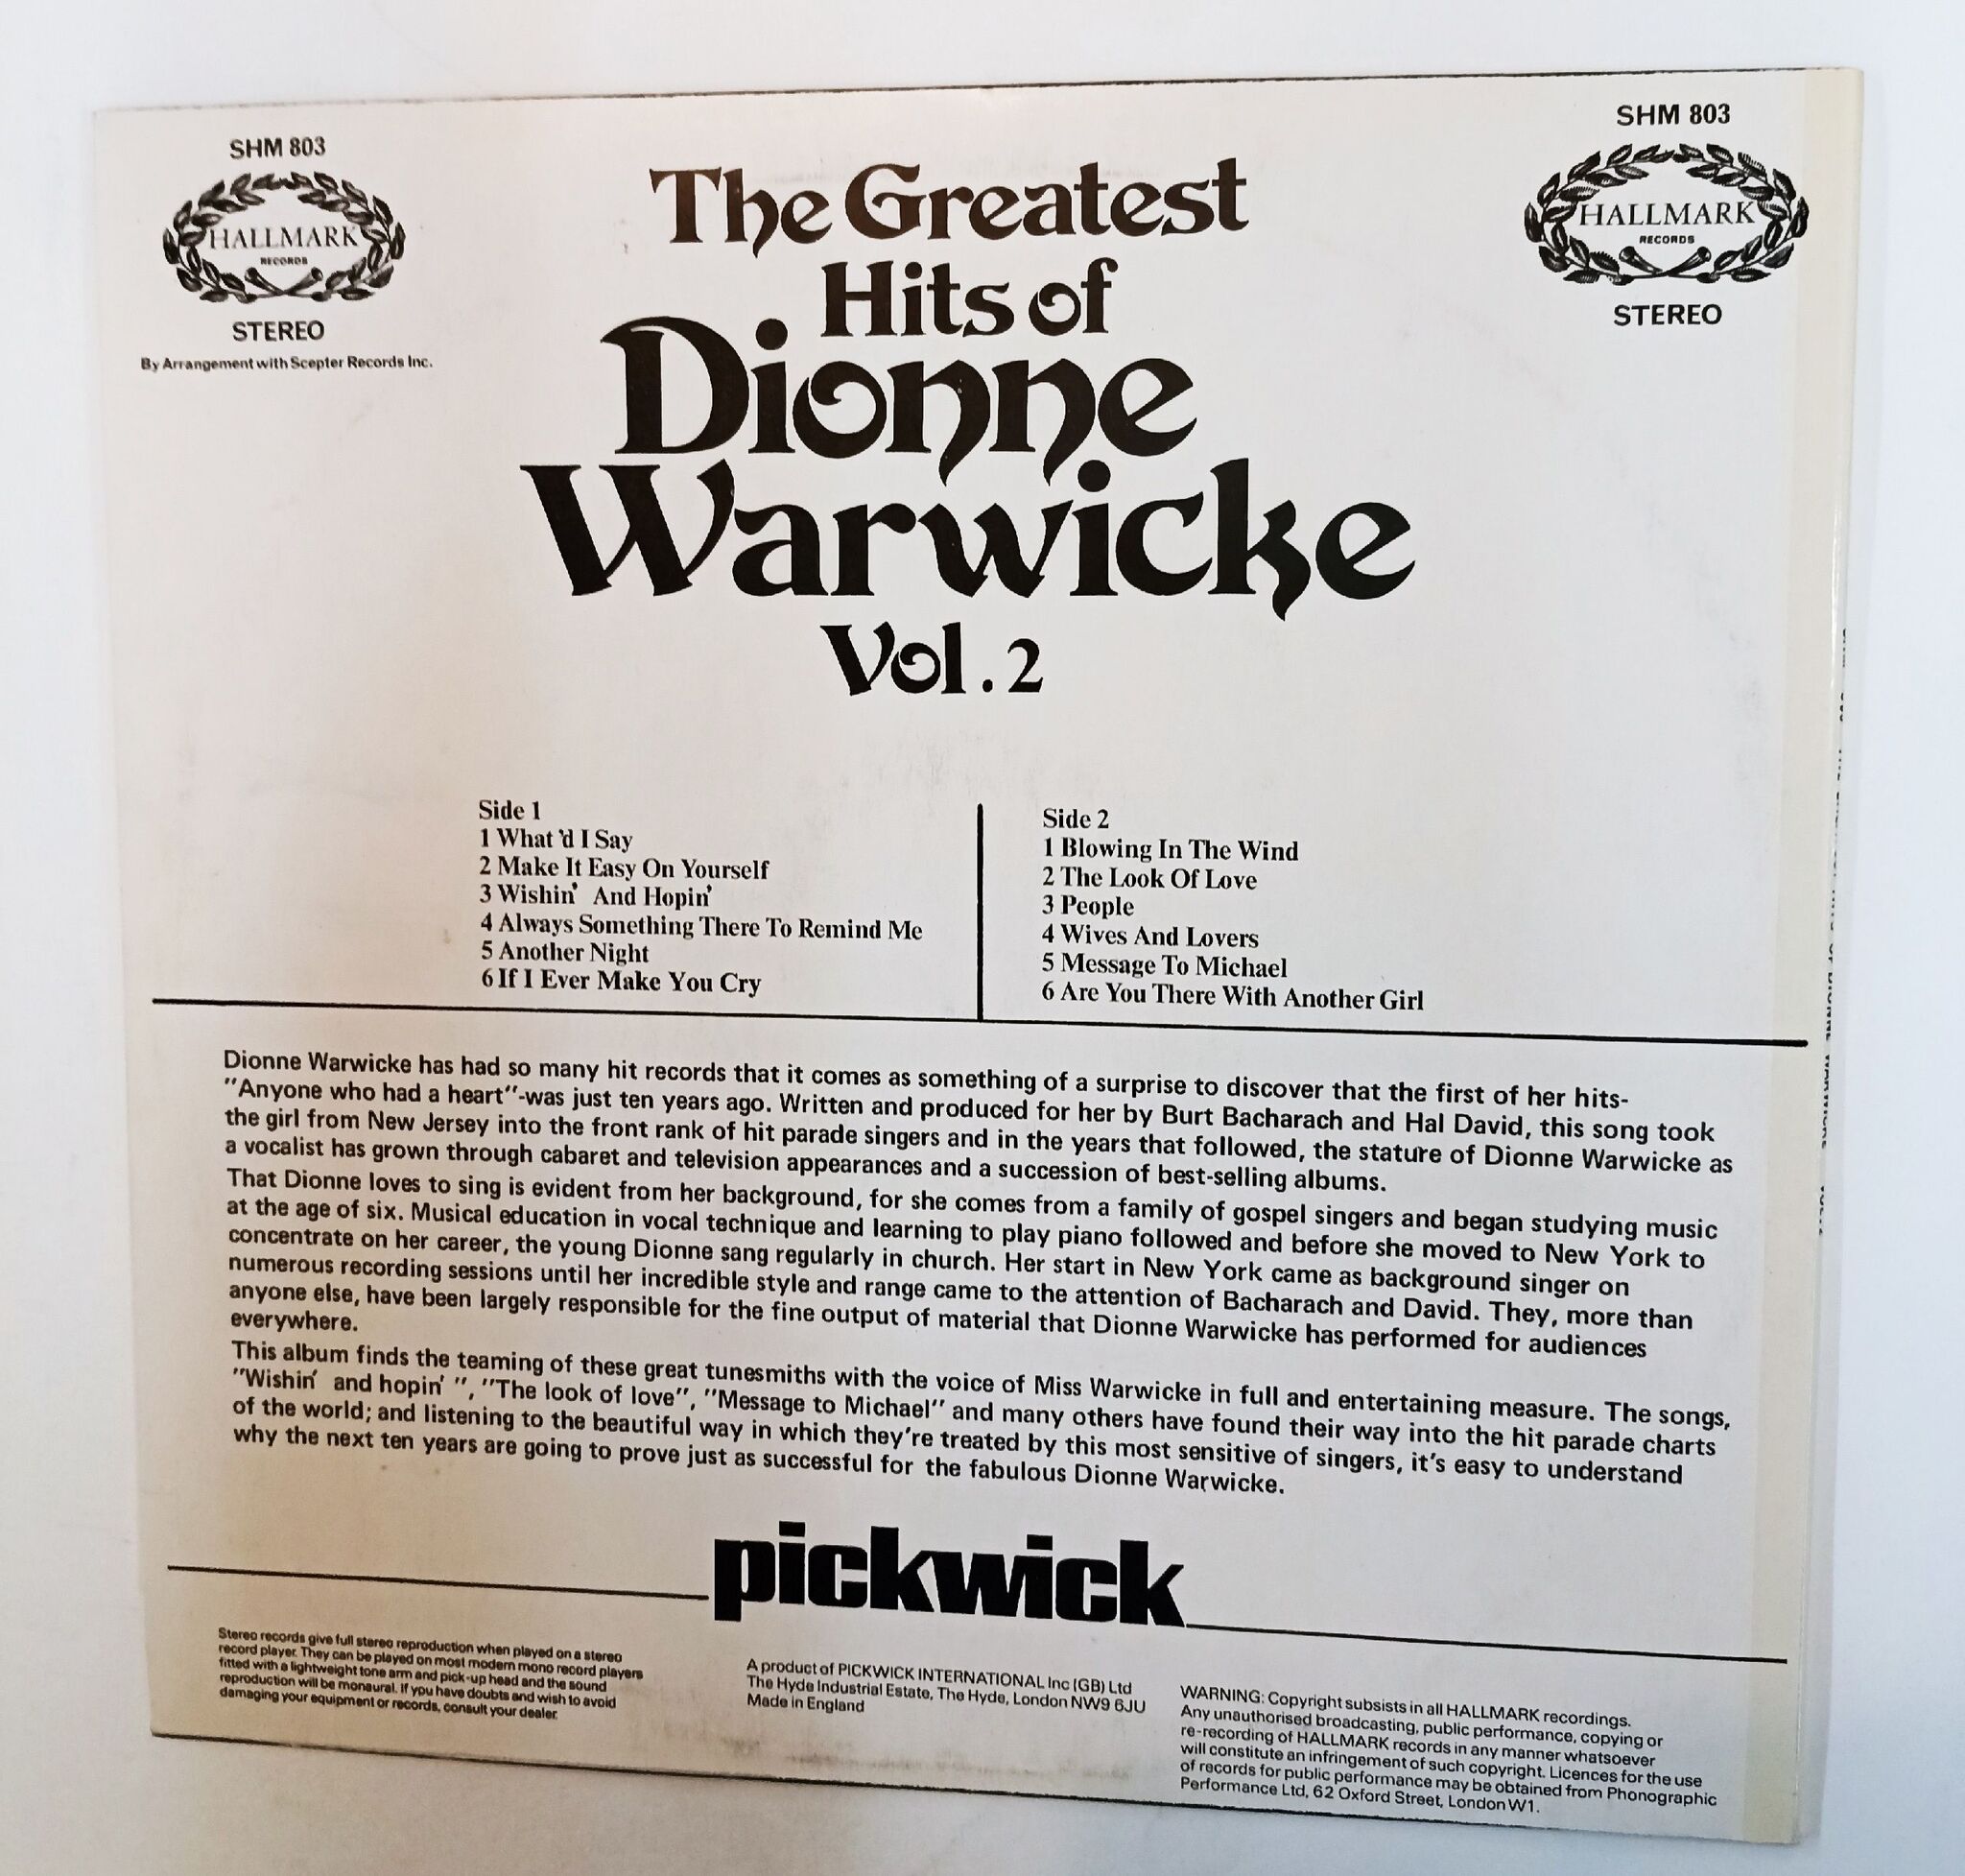 SHM 803
HALLMARK
RECORDS
STEREO
By Arrangement with Scepter Records Inc.
SHM 803
HALLMARK
RECORDS
STEREO
The Greatest
Hits of
Dionne
Warwicke
Vol. 2
Side 1
1 What 'd I Say
2 Make It Easy On Yourself
3 Wishin' And Hopin'
4 Always Something There To Remind Me
5 Another Night
6 If I Ever Make You Cry
Side 2
1 Blowing In The Wind
2 The Look Of Love
3 People
4 Wives And Lovers
5 Message To Michael
6 Are You There With Another Girl
Dionne Warwicke has had so many hit records that it comes as something of a surprise to discover that the first of her hits-
"Anyone who had a heart"-was just ten years ago. Written and produced for her by Burt Bacharach and Hal David, this song took
the girl from New Jersey into the front rank of hit parade singers and in the years that followed, the stature of Dionne Warwicke as
a vocalist has grown through cabaret and television appearances and a succession of best-selling albums.
That Dionne loves to sing is evident from her background, for she comes from a family of gospel singers and began studying music
at the age of six. Musical education in vocal technique and learning to play piano followed and before she moved to New York to
concentrate on her career, the young Dionne sang regularly in church. Her start in New York came as background singer on
numerous recording sessions until her incredible style and range came to the attention of Bacharach and David. They, more than
anyone else, have been largely responsible for the fine output of material that Dionne Warwicke has performed for audiences
everywhere.
This album finds the teaming of these great tunesmiths with the voice of Miss Warwicke in full and entertaining measure. The songs,
"Wishin' and hopin' ", "The look of love", "Message to Michael" and many others have found their way into the hit parade charts
of the world; and listening to the beautiful way in which they're treated by this most sensitive of singers, it's easy to understand
why the next ten years are going to prove just as successful for the fabulous Dionne Warwicke.
pickwick
Stereo records give full stereo reproduction when played on a stereo
record player. They can be played on most modern mono record players
fitted with a lightweight tone arm and pick-up head and the sound
reproduction will be monaural. If you have doubts and wish to avoid
damaging your equipment or records, consult your dealer.
A product of PICKWICK INTERNATIONAL Inc (GB) Ltd
The Hyde Industrial Estate, The Hyde, London NW9 6JU
Made in England
WARNING: Copyright subsists in all HALLMARK recordings.
Any unauthorised broadcasting, public performance, copying or
re-recording of HALLMARK records in any manner whatsoever
will constitute an infringement of such copyright. Licences for the use
of records for public performance may be obtained from Phonographic
Performance Ltd, 62 Oxford Street, London W1.